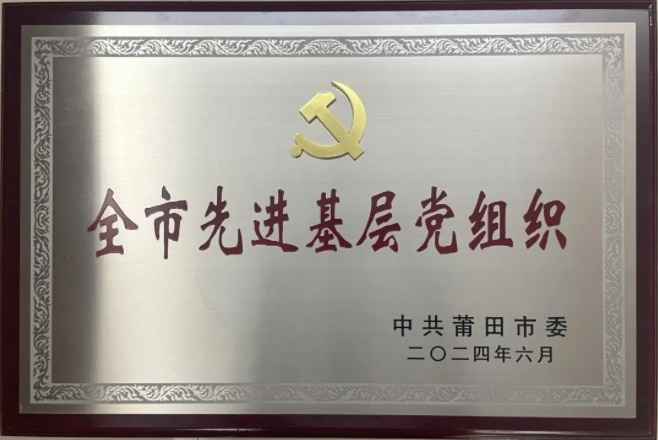 全市先进基层党组织
中共莆田市委
二〇二四年六月